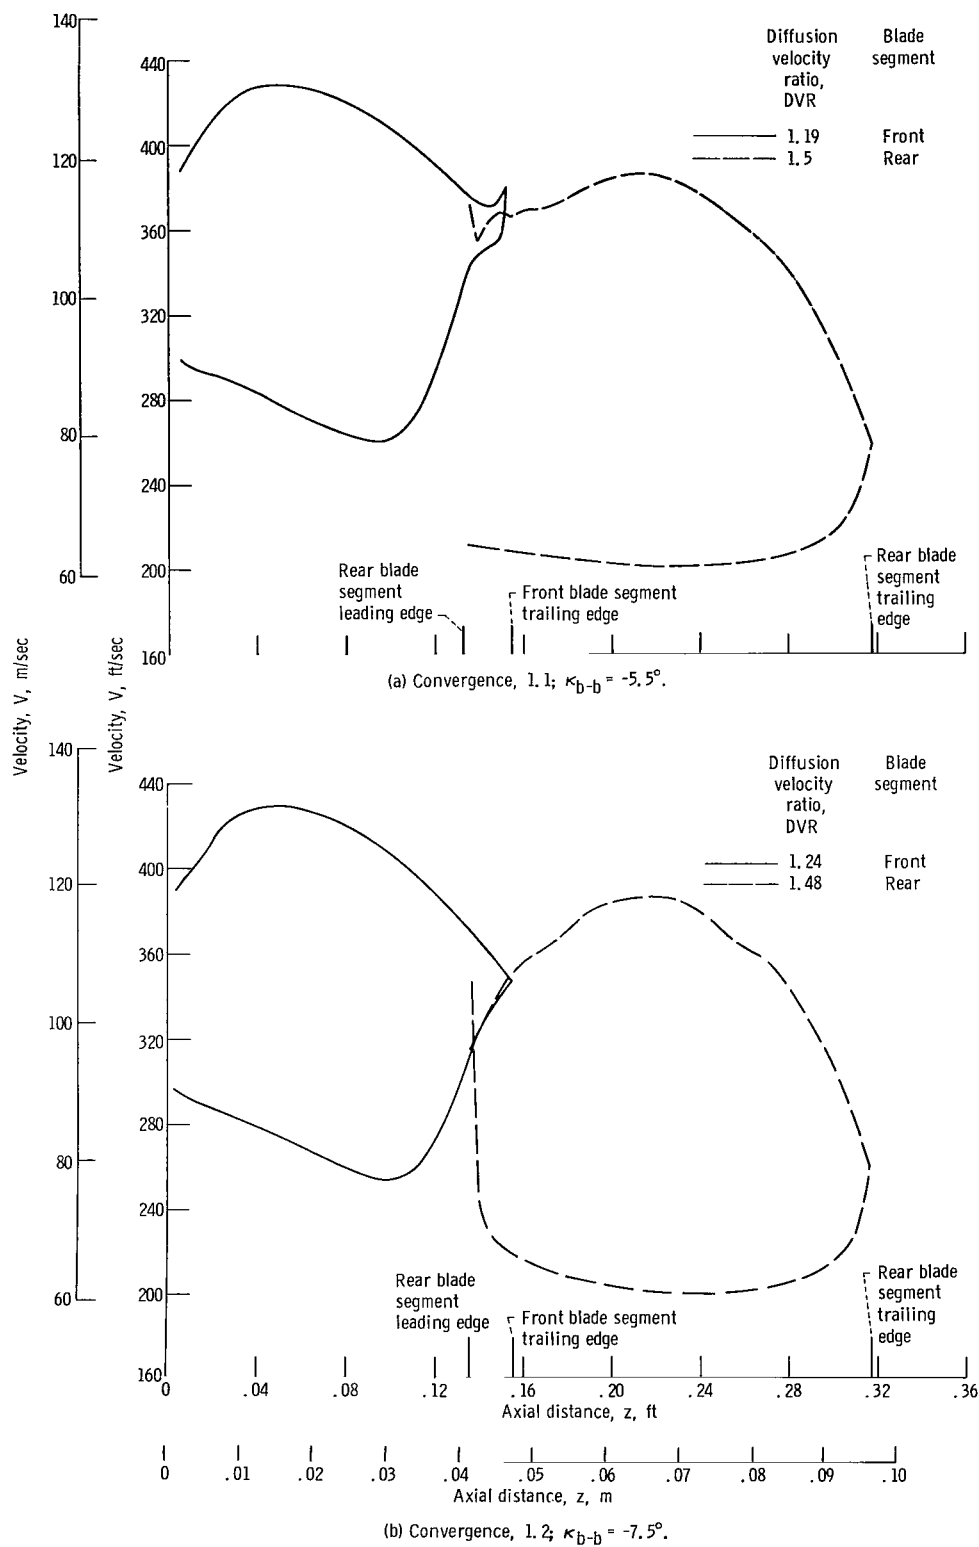 140
120
100
80
60
Velocity, V, m/sec
440
400
360
320
280
240
200
160
Velocity, V, ft/sec
Diffusion
velocity
ratio,
DVR
Blade
segment
1.19 Front
1.5 Rear
Rear blade
segment
leading edge
Front blade segment
trailing edge
Rear blade
segment
trailing
edge
(a) Convergence, 1.1; κb-b = -5.5°.
140
120
100
80
60
440
400
360
320
280
240
200
160
Diffusion
velocity
ratio,
DVR
Blade
segment
1.24 Front
1.48 Rear
Rear blade
segment
leading edge
Front blade segment
trailing edge
Rear blade
segment
trailing
edge
0 .04 .08 .12 .16 .20 .24 .28 .32 .36
Axial distance, z, ft
0 .01 .02 .03 .04 .05 .06 .07 .08 .09 .10
Axial distance, z, m
(b) Convergence, 1.2; κb-b = -7.5°.